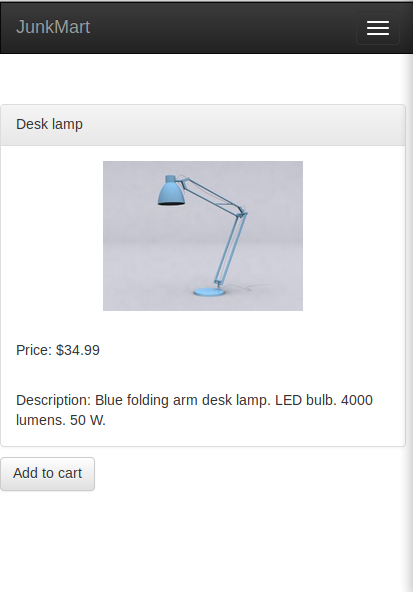 JunkMart
Desk lamp
Price: $34.99
Description: Blue folding arm desk lamp. LED bulb. 4000
lumens. 50 W.
Add to cart